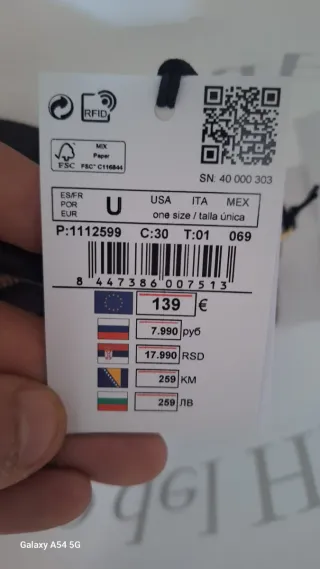 RFID
SN: 40 000 303
MIX
Paper
FSC
FSC® C116844
ES/FR
POR
EUR
U
USA ITA MEX
one size / talla única
P:1112599 C:30 T:01 069
8 447386 007513
139 €
7.990 руб
17.990 RSD
259 KM
259 ЛВ
del H
Galaxy A54 5G